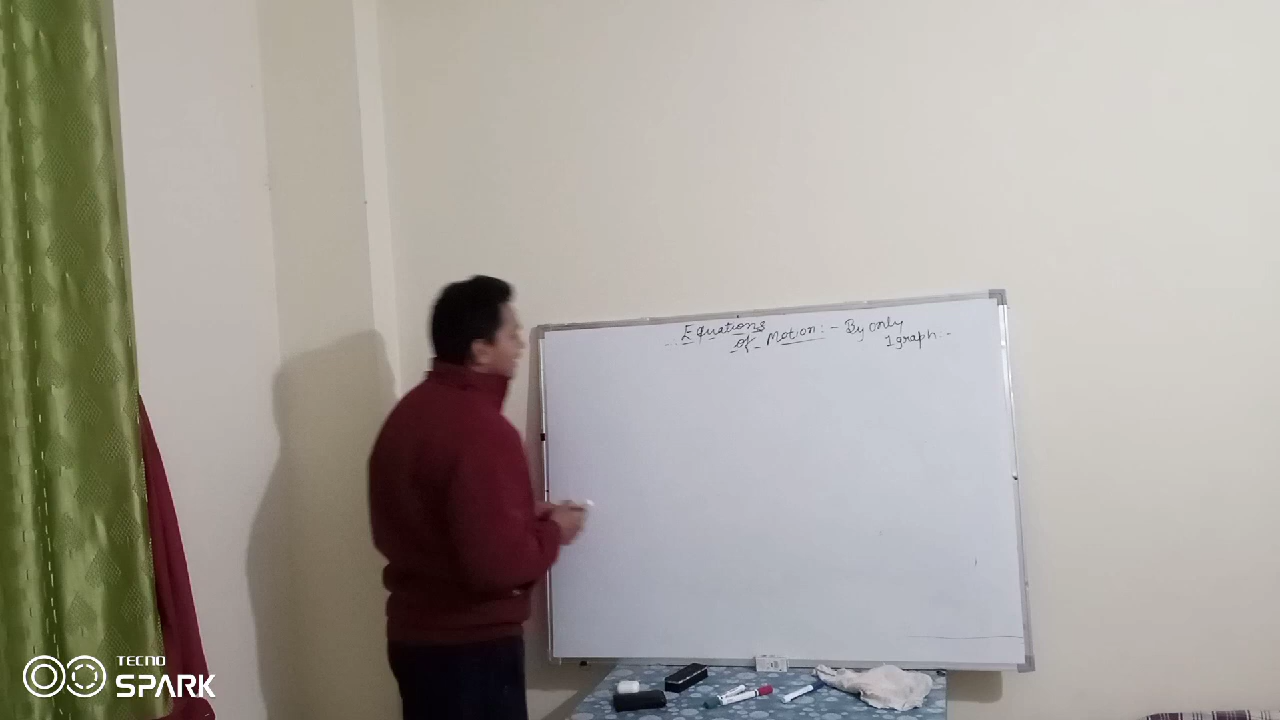 Equations
of Motion:- By only
1 graph:-
TECNO
SPARK